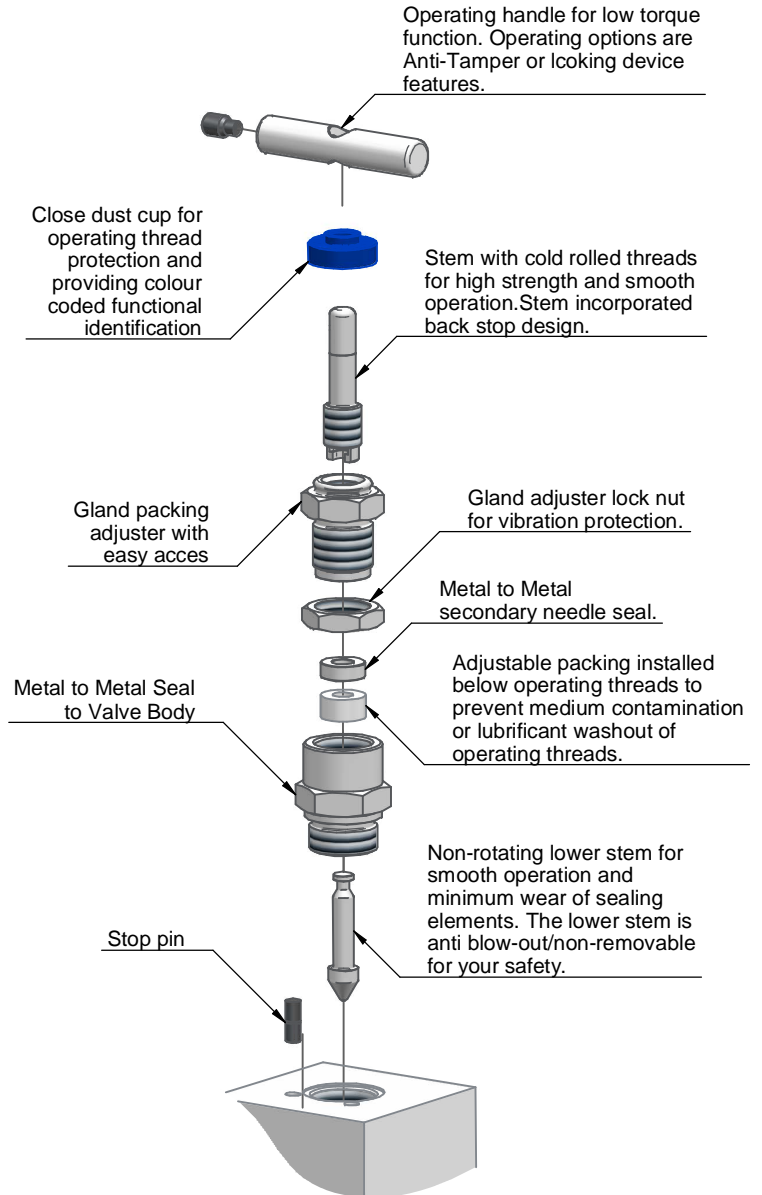 Operating handle for low torque
function. Operating options are
Anti-Tamper or lcoking device
features.
Close dust cup for
operating thread
protection and
providing colour
coded functional
identification
Stem with cold rolled threads
for high strength and smooth
operation.Stem incorporated
back stop design.
Gland packing
adjuster with
easy acces
Gland adjuster lock nut
for vibration protection.
Metal to Metal
secondary needle seal.
Metal to Metal Seal
to Valve Body
Adjustable packing installed
below operating threads to
prevent medium contamination
or lubrificant washout of
operating threads.
Non-rotating lower stem for
smooth operation and
minimum wear of sealing
elements. The lower stem is
anti blow-out/non-removable
for your safety.
Stop pin